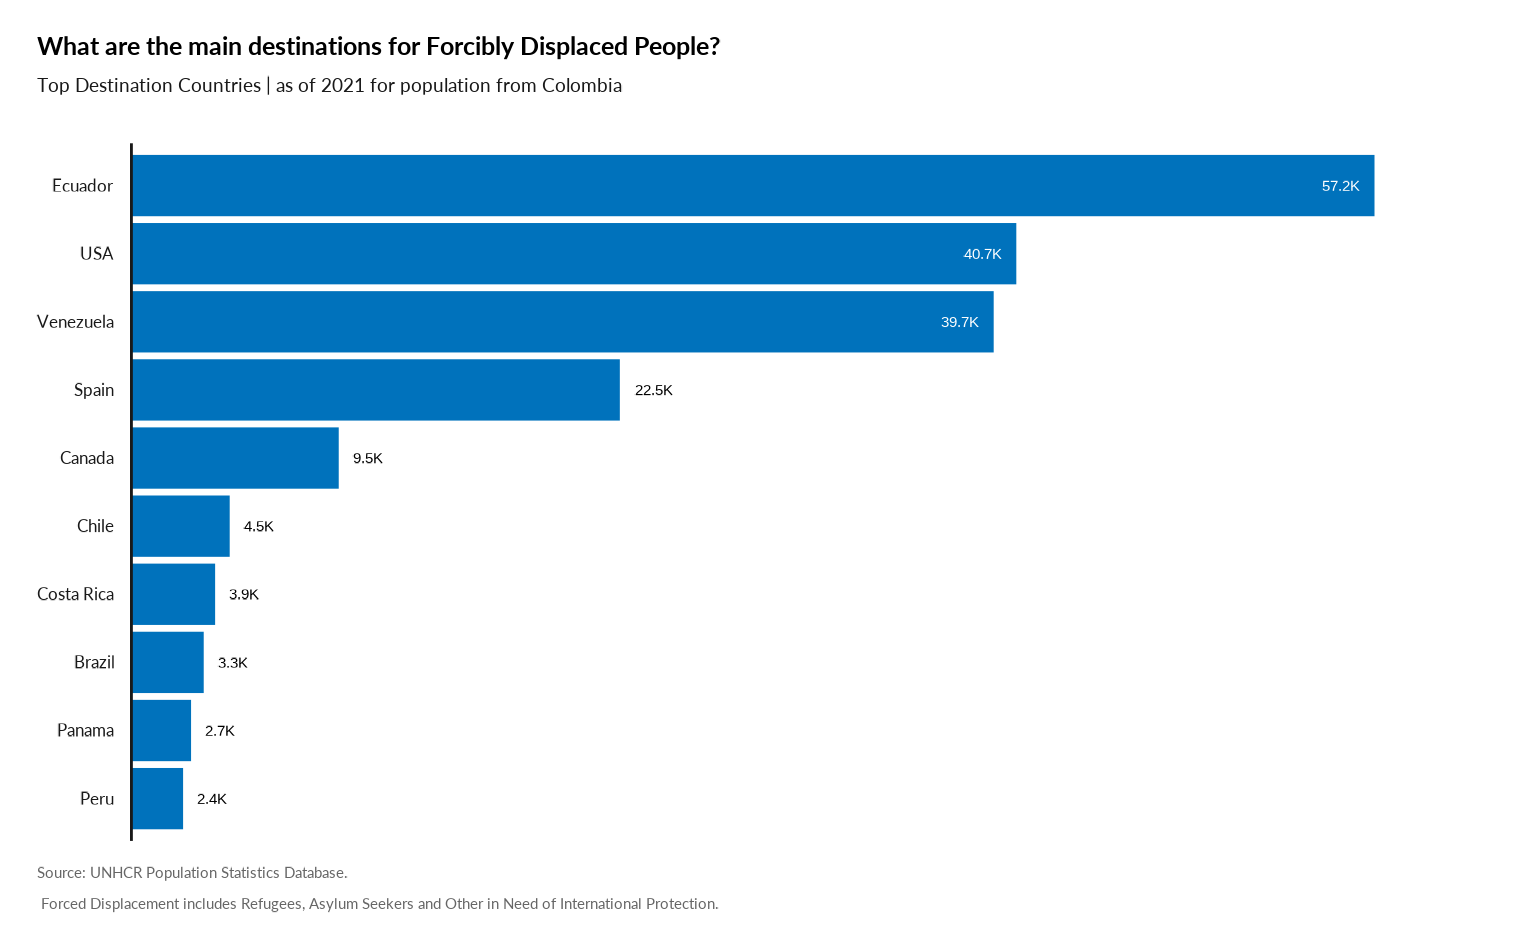 What are the main destinations for Forcibly Displaced People?
Top Destination Countries | as of 2021 for population from Colombia
Ecuador 57.2K
USA 40.7K
Venezuela 39.7K
Spain 22.5K
Canada 9.5K
Chile 4.5K
Costa Rica 3.9K
Brazil 3.3K
Panama 2.7K
Peru 2.4K
Source: UNHCR Population Statistics Database.
Forced Displacement includes Refugees, Asylum Seekers and Other in Need of International Protection.